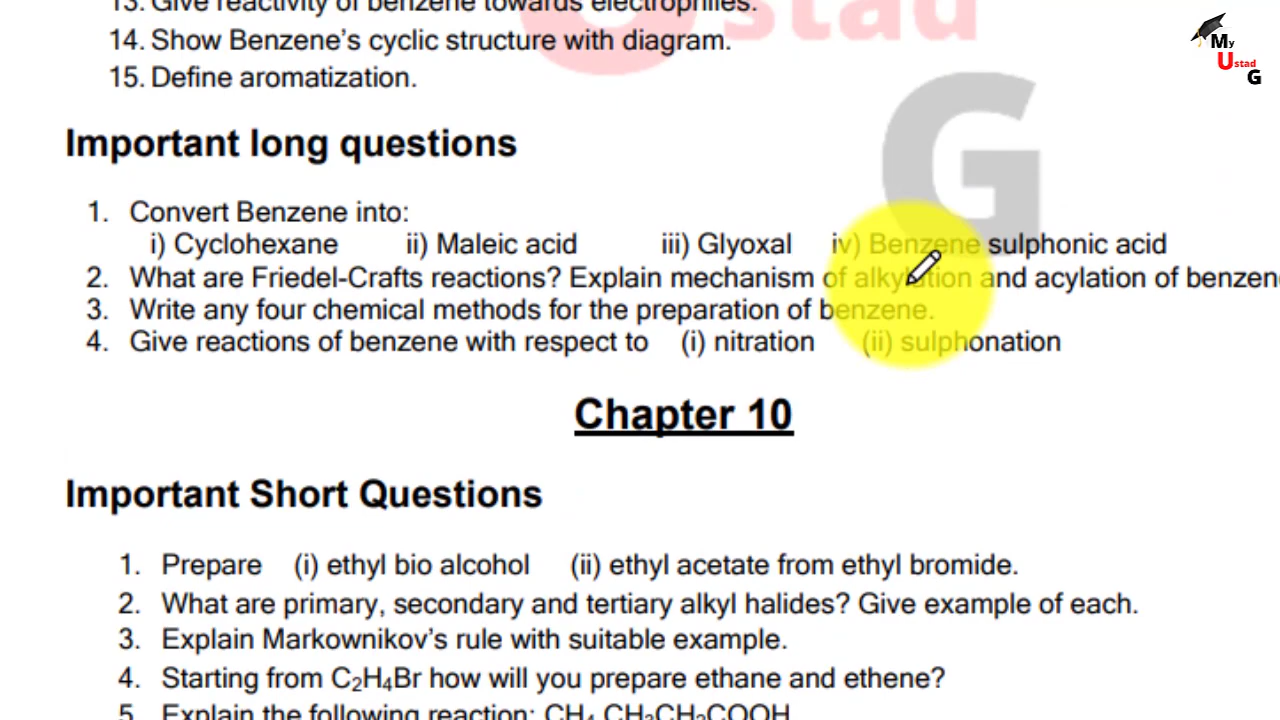 13. Give reactivity of benzene towards electrophiles.
stad
My
Ustad
G
14. Show Benzene’s cyclic structure with diagram.
15. Define aromatization.
G
Important long questions
1. Convert Benzene into:
i) Cyclohexane ii) Maleic acid iii) Glyoxal iv) Benzene sulphonic acid
2. What are Friedel-Crafts reactions? Explain mechanism of alkylation and acylation of benzen
3. Write any four chemical methods for the preparation of benzene.
4. Give reactions of benzene with respect to (i) nitration (ii) sulphonation
Chapter 10
Important Short Questions
1. Prepare (i) ethyl bio alcohol (ii) ethyl acetate from ethyl bromide.
2. What are primary, secondary and tertiary alkyl halides? Give example of each.
3. Explain Markownikov’s rule with suitable example.
4. Starting from C₂H₄Br how will you prepare ethane and ethene?
5. Explain the following reaction: